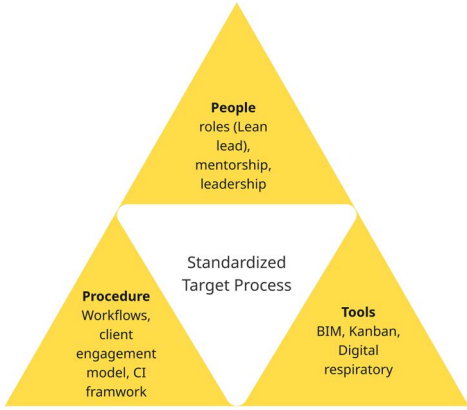 People
roles (Lean
lead),
mentorship,
leadership
Standardized
Target Process
Procedure
Workflows,
client
engagement
model, CI
framwork
Tools
BIM, Kanban,
Digital
respiratory